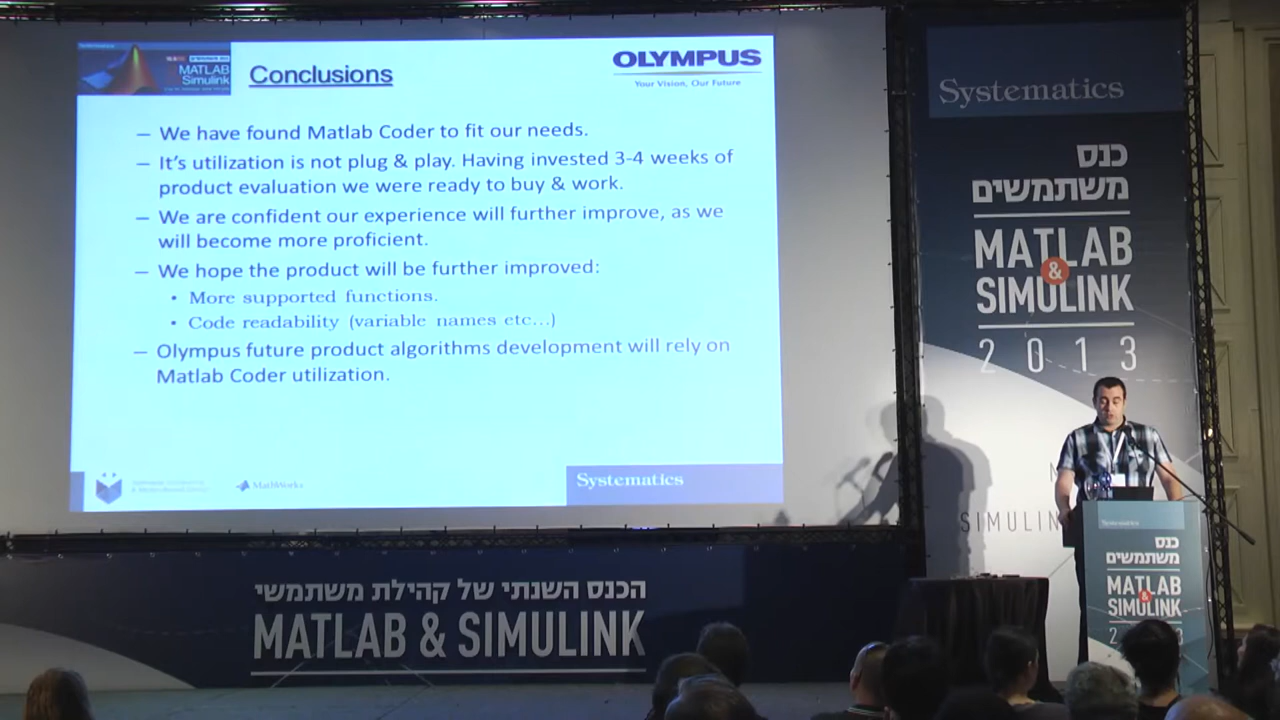 MATLAB
Simulink
Conclusions
OLYMPUS
Your Vision, Our Future
– We have found Matlab Coder to fit our needs.
– It's utilization is not plug & play. Having invested 3-4 weeks of
product evaluation we were ready to buy & work.
– We are confident our experience will further improve, as we
will become more proficient.
– We hope the product will be further improved:
• More supported functions.
• Code readability (variable names etc...)
– Olympus future product algorithms development will rely on
Matlab Coder utilization.
MathWorks
Systematics
Systematics
כנס
משתמשים
MATLAB
&
SIMULINK
2013
SIMULIN
Systematics
כנס
משתמשים
MATLAB
&
SIMULINK
הכנס השנתי של קהילת משתמשי
MATLAB & SIMULINK